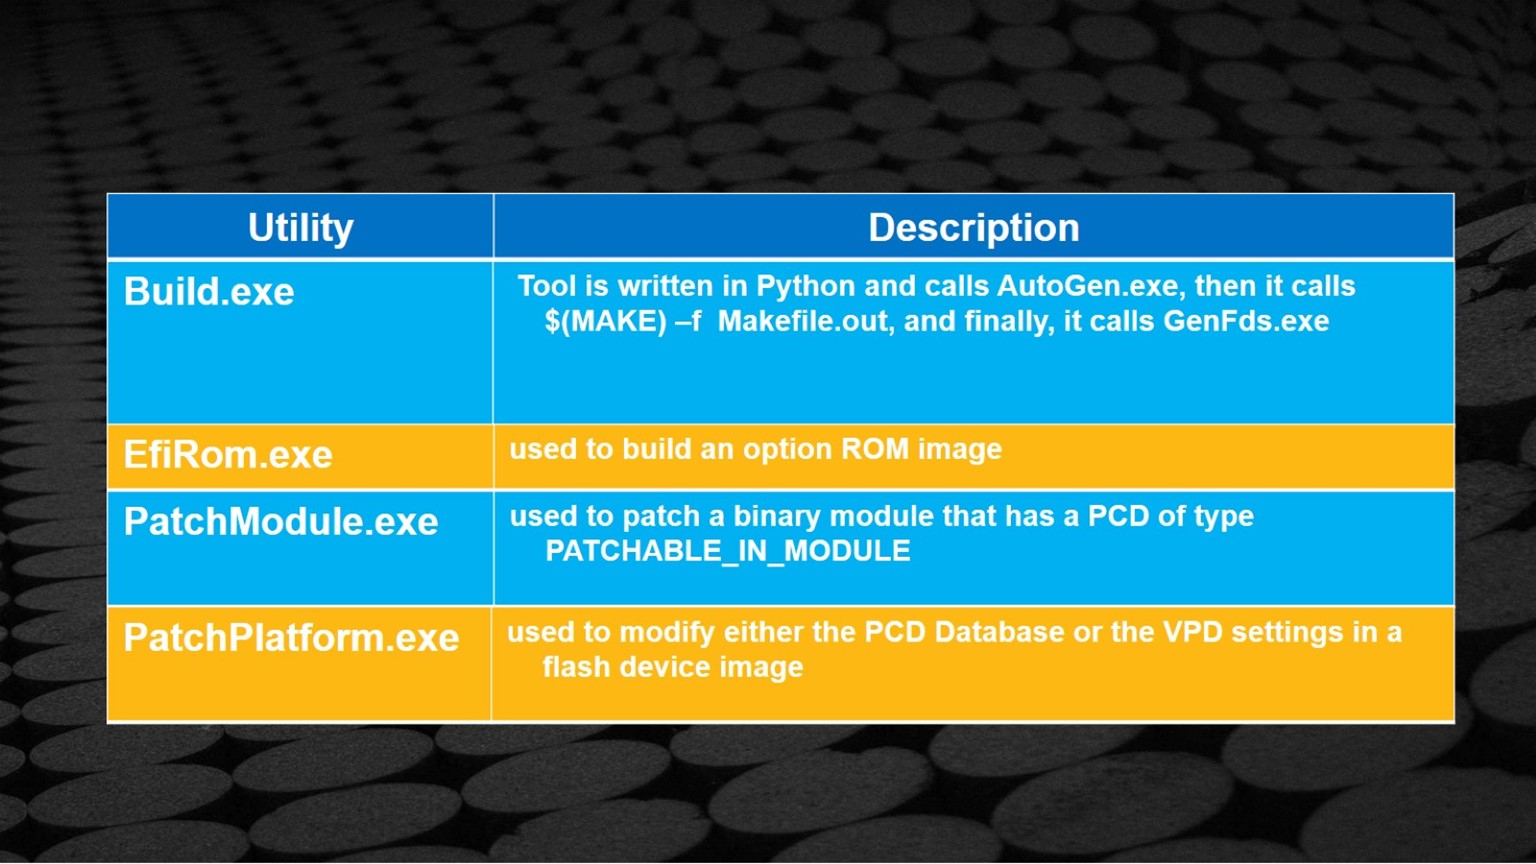 Utility
Description
Build.exe
Tool is written in Python and calls AutoGen.exe, then it calls
$(MAKE) –f  Makefile.out, and finally, it calls GenFds.exe
EfiRom.exe
used to build an option ROM image
PatchModule.exe
used to patch a binary module that has a PCD of type
PATCHABLE_IN_MODULE
PatchPlatform.exe
used to modify either the PCD Database or the VPD settings in a
flash device image